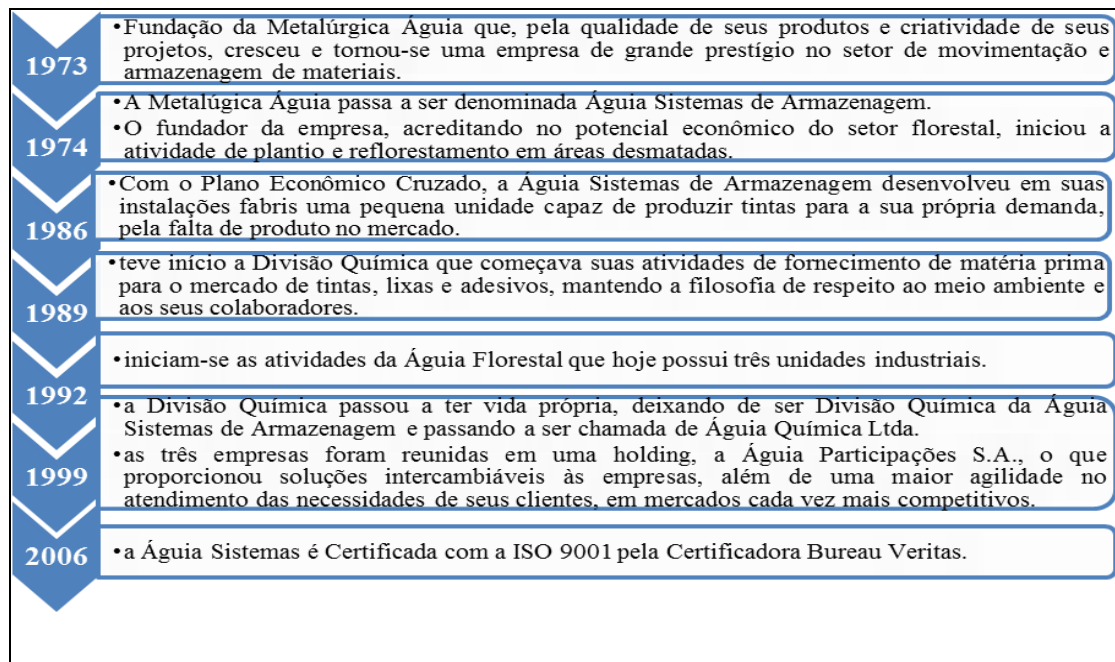 1973
•Fundação da Metalúrgica Águia que, pela qualidade de seus produtos e criatividade de seus
projetos, cresceu e tornou-se uma empresa de grande prestígio no setor de movimentação e
armazenagem de materiais.
1974
•A Metalúgica Águia passa a ser denominada Águia Sistemas de Armazenagem.
•O fundador da empresa, acreditando no potencial econômico do setor florestal, iniciou a
atividade de plantio e reflorestamento em áreas desmatadas.
1986
•Com o Plano Econômico Cruzado, a Águia Sistemas de Armazenagem desenvolveu em suas
instalações fabris uma pequena unidade capaz de produzir tintas para a sua própria demanda,
pela falta de produto no mercado.
1989
•teve início a Divisão Química que começava suas atividades de fornecimento de matéria prima
para o mercado de tintas, lixas e adesivos, mantendo a filosofia de respeito ao meio ambiente e
aos seus colaboradores.
1992
•iniciam-se as atividades da Águia Florestal que hoje possui três unidades industriais.
1999
•a Divisão Química passou a ter vida própria, deixando de ser Divisão Química da Águia
Sistemas de Armazenagem e passando a ser chamada de Águia Química Ltda.
•as três empresas foram reunidas em uma holding, a Águia Participações S.A., o que
proporcionou soluções intercambiáveis às empresas, além de uma maior agilidade no
atendimento das necessidades de seus clientes, em mercados cada vez mais competitivos.
2006
•a Águia Sistemas é Certificada com a ISO 9001 pela Certificadora Bureau Veritas.